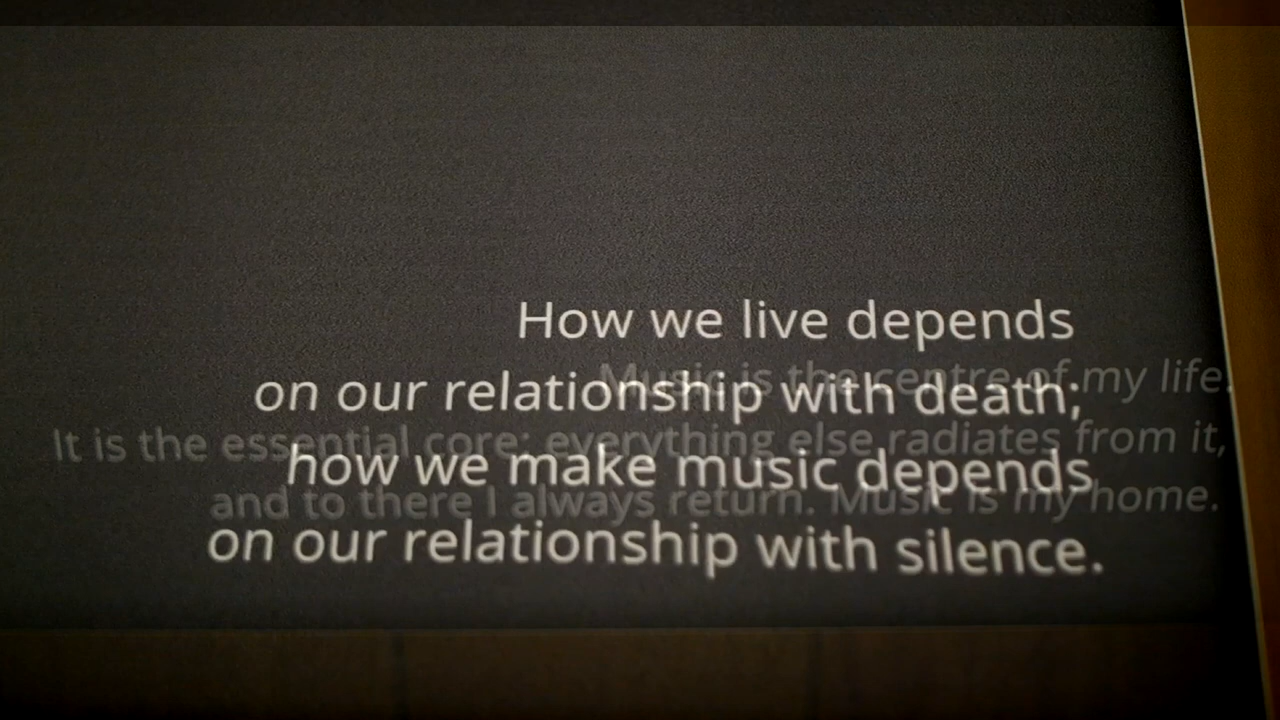 How we live depends
on our relationship with death;
how we make music depends
on our relationship with silence.
Music is the centre of my life.
It is the essential core; everything else radiates from it,
and to there I always return. Music is my home.